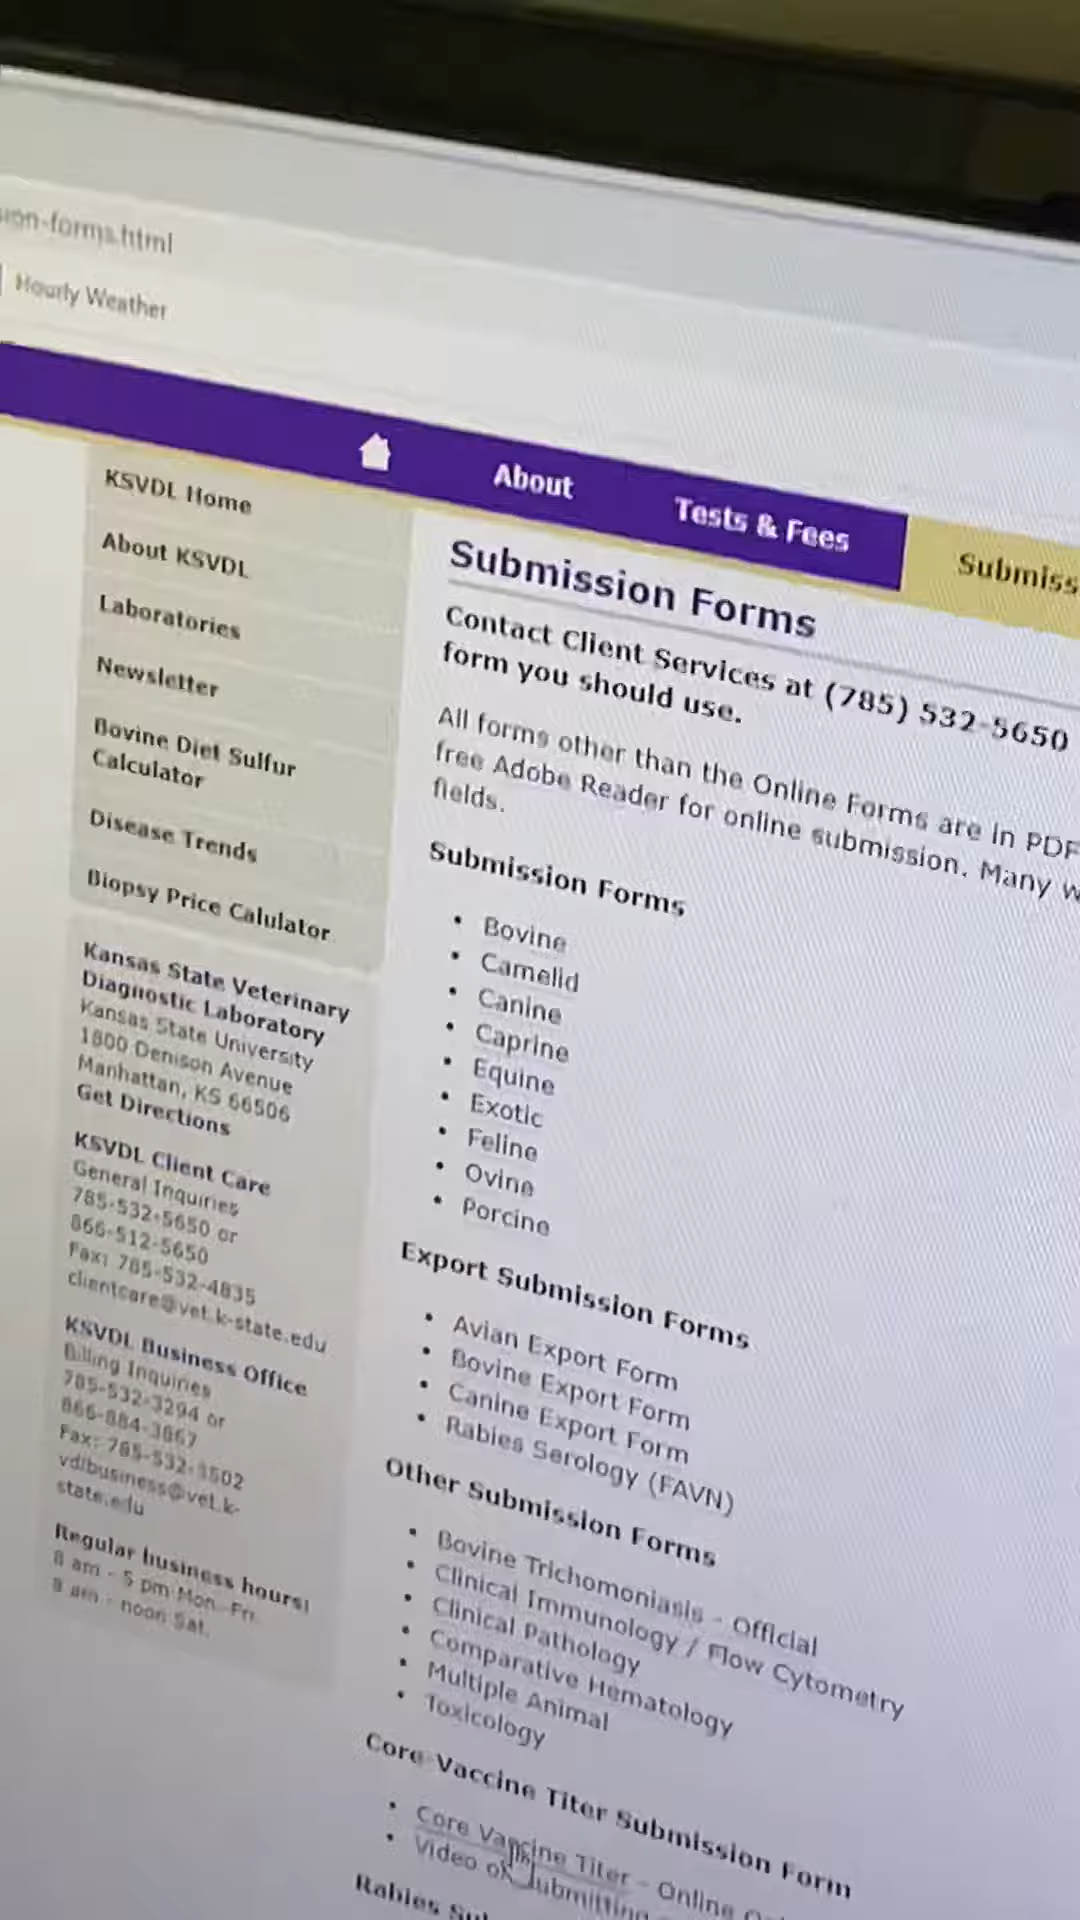 ion-forms.html
Hourly Weather
About
Tests & Fees
Submiss
KSVDL Home
About KSVDL
Laboratories
Newsletter
Bovine Diet Sulfur
Calculator
Disease Trends
Biopsy Price Calulator
Kansas State Veterinary
Diagnostic Laboratory
Kansas State University
1800 Denison Avenue
Manhattan, KS 66506
Get Directions
KSVDL Client Care
General Inquiries
785-532-5650 or
866-512-5650
Fax: 785-532-4835
clientcare@vet.k-state.edu
KSVDL Business Office
Billing Inquiries
785-532-3294 or
866-884-3867
Fax: 785-532-3502
vdlbusiness@vet.k-
state.edu
Regular business hours:
8 am - 5 pm Mon.-Fri.
8 am - noon Sat.
Submission Forms
Contact Client Services at (785) 532-5650
form you should use.
All forms other than the Online Forms are in PDF
free Adobe Reader for online submission. Many w
fields.
Submission Forms
• Bovine
• Camelid
• Canine
• Caprine
• Equine
• Exotic
• Feline
• Ovine
• Porcine
Export Submission Forms
• Avian Export Form
• Bovine Export Form
• Canine Export Form
• Rabies Serology (FAVN)
Other Submission Forms
• Bovine Trichomoniasis - Official
• Clinical Immunology / Flow Cytometry
• Clinical Pathology
• Comparative Hematology
• Multiple Animal
• Toxicology
Core Vaccine Titer Submission Form
• Core Vaccine Titer - Online O
• Video of Submitting
Rabies Su